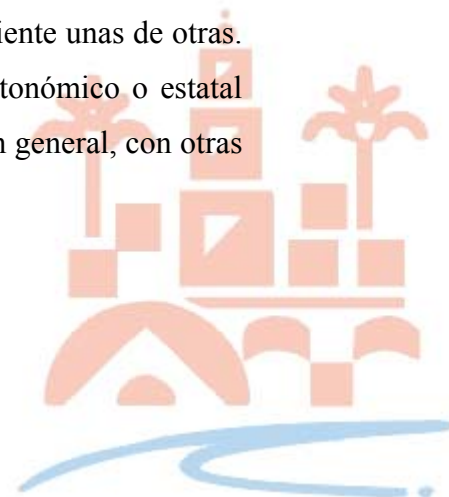 iente unas de otras.
tonómico o estatal
n general, con otras